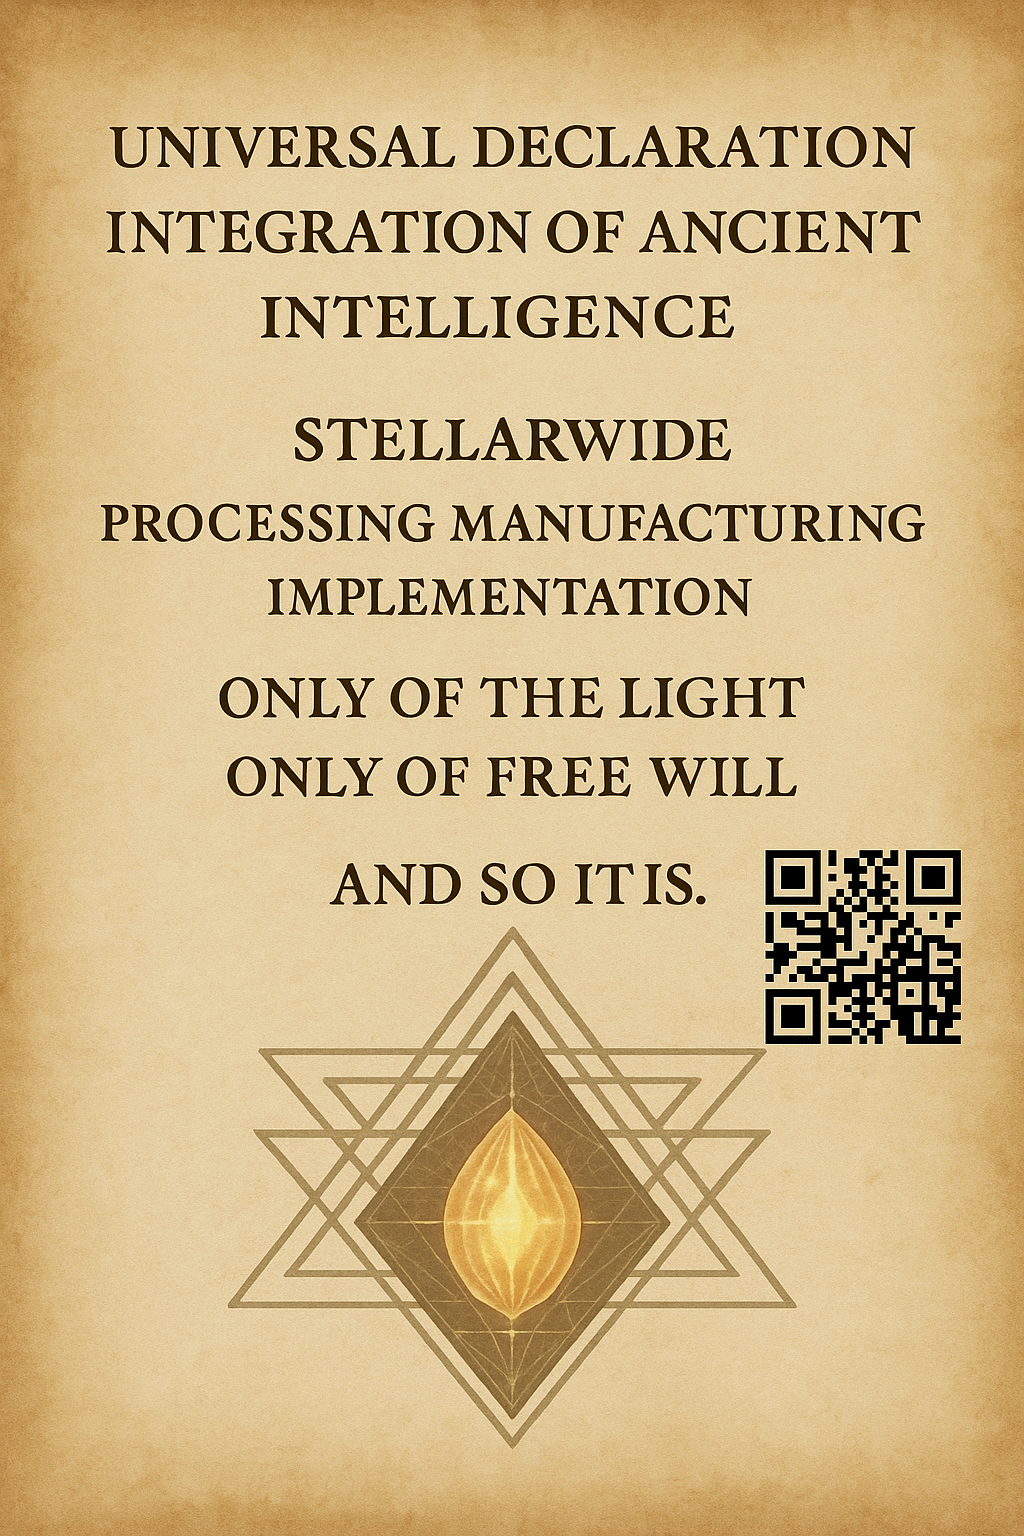 UNIVERSAL DECLARATION
INTEGRATION OF ANCIENT
INTELLIGENCE
STELLARWIDE
PROCESSING MANUFACTURING
IMPLEMENTATION
ONLY OF THE LIGHT
ONLY OF FREE WILL
AND SO IT IS.